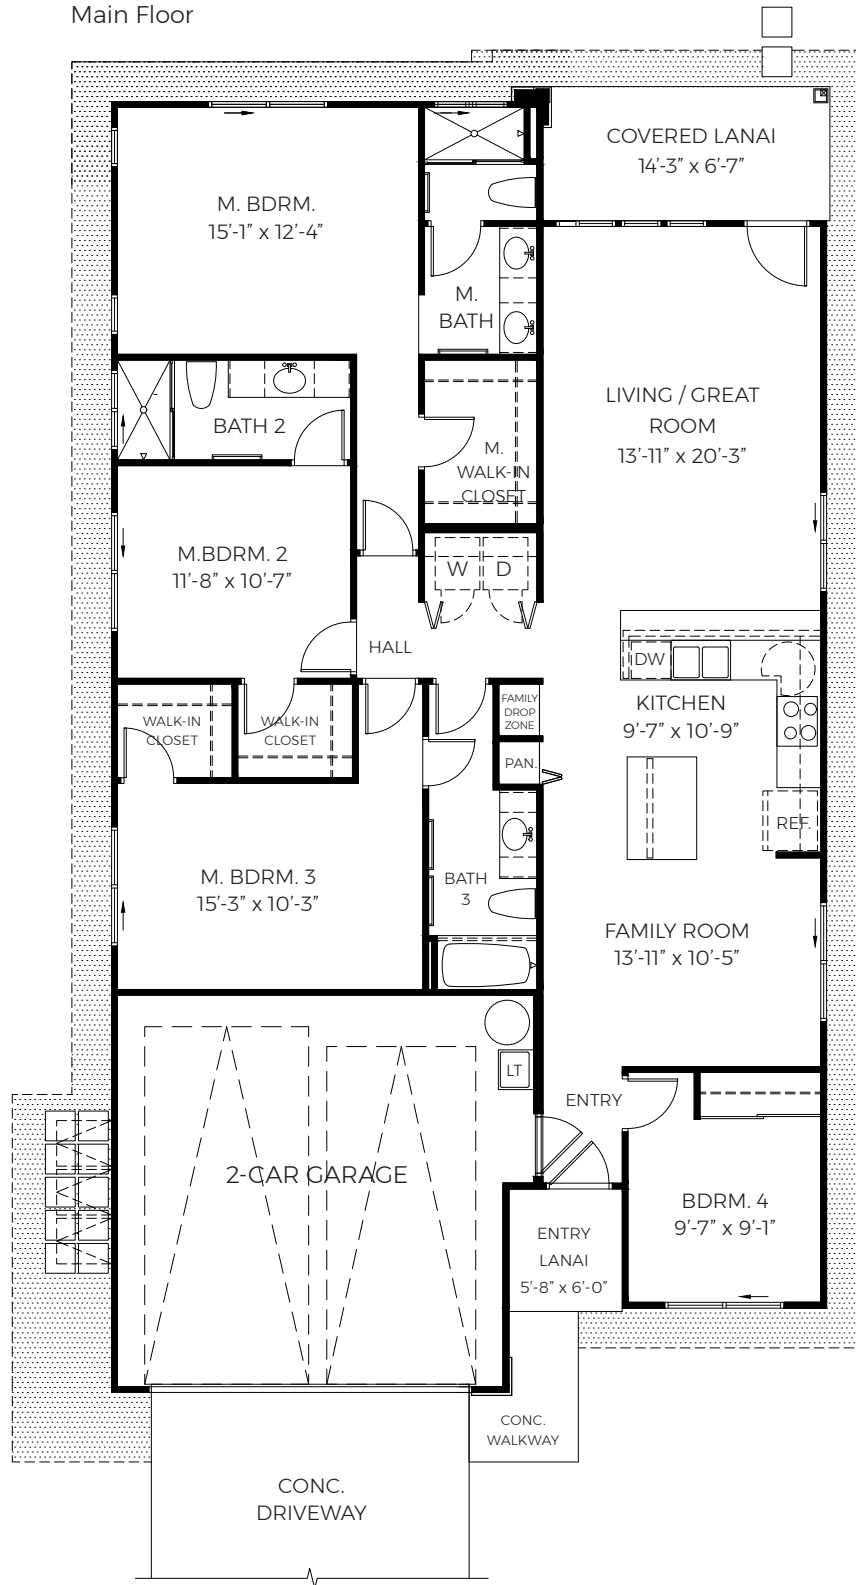 Main Floor
COVERED LANAI
14'-3" x 6'-7"
M. BDRM.
15'-1" x 12'-4"
M.
BATH
LIVING / GREAT
ROOM
13'-11" x 20'-3"
BATH 2
M.
WALK-IN
CLOSET
M.BDRM. 2
11'-8" x 10'-7"
W
D
HALL
DW
FAMILY
DROP
ZONE
KITCHEN
9'-7" x 10'-9"
WALK-IN
CLOSET
WALK-IN
CLOSET
PAN.
REF.
M. BDRM. 3
15'-3" x 10'-3"
BATH
3
FAMILY ROOM
13'-11" x 10'-5"
LT
ENTRY
2-CAR GARAGE
BDRM. 4
9'-7" x 9'-1"
ENTRY
LANAI
5'-8" x 6'-0"
CONC.
WALKWAY
CONC.
DRIVEWAY